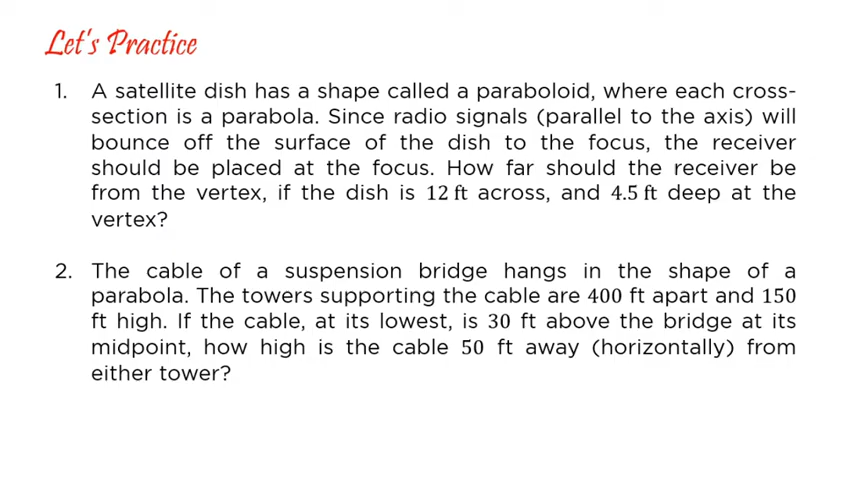 Let's Practice
1. A satellite dish has a shape called a paraboloid, where each cross-
section is a parabola. Since radio signals (parallel to the axis) will
bounce off the surface of the dish to the focus, the receiver
should be placed at the focus. How far should the receiver be
from the vertex, if the dish is 12 ft across, and 4.5 ft deep at the
vertex?
2. The cable of a suspension bridge hangs in the shape of a
parabola. The towers supporting the cable are 400 ft apart and 150
ft high. If the cable, at its lowest, is 30 ft above the bridge at its
midpoint, how high is the cable 50 ft away (horizontally) from
either tower?